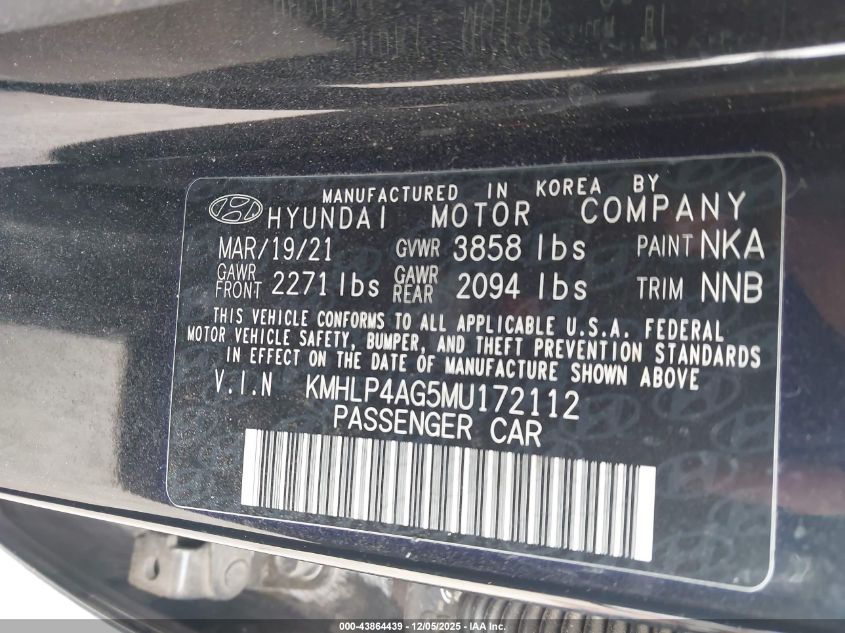 MANUFACTURED IN KOREA BY
HYUNDAI MOTOR COMPANY
MAR/19/21 GVWR 3858 lbs PAINT NKA
GAWR FRONT 2271 lbs GAWR REAR 2094 lbs TRIM NNB
THIS VEHICLE CONFORMS TO ALL APPLICABLE U.S.A. FEDERAL
MOTOR VEHICLE SAFETY, BUMPER, AND THEFT PREVENTION STANDARDS
IN EFFECT ON THE DATE OF MANUFACTURE SHOWN ABOVE
V.I.N KMHLP4AG5MU172112
PASSENGER CAR
000-43864439 - 12/05/2025 - IAA Inc.